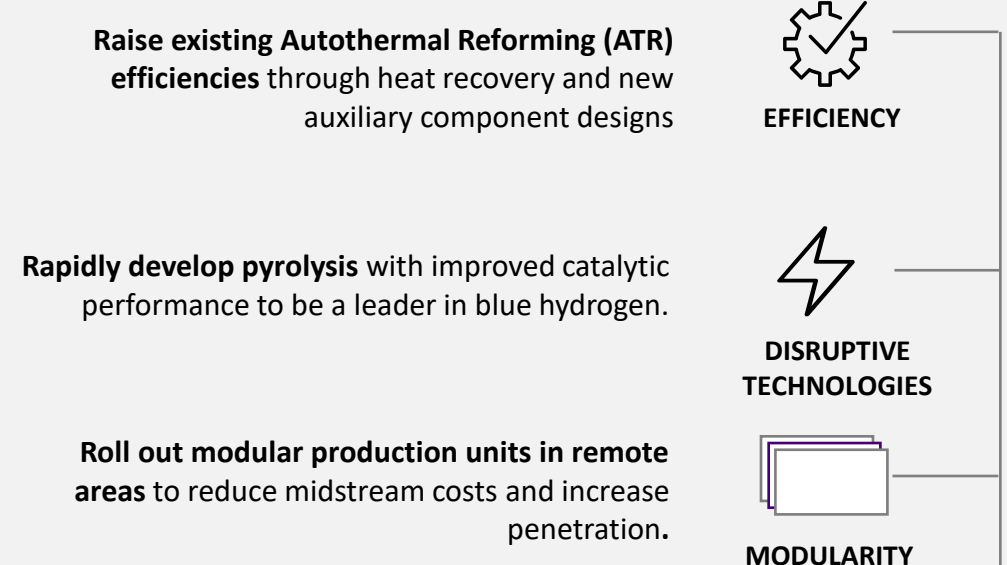 Raise existing Autothermal Reforming (ATR)
efficiencies through heat recovery and new
auxiliary component designs
EFFICIENCY
Rapidly develop pyrolysis with improved catalytic
performance to be a leader in blue hydrogen.
DISRUPTIVE
TECHNOLOGIES
Roll out modular production units in remote
areas to reduce midstream costs and increase
penetration.
MODULARITY